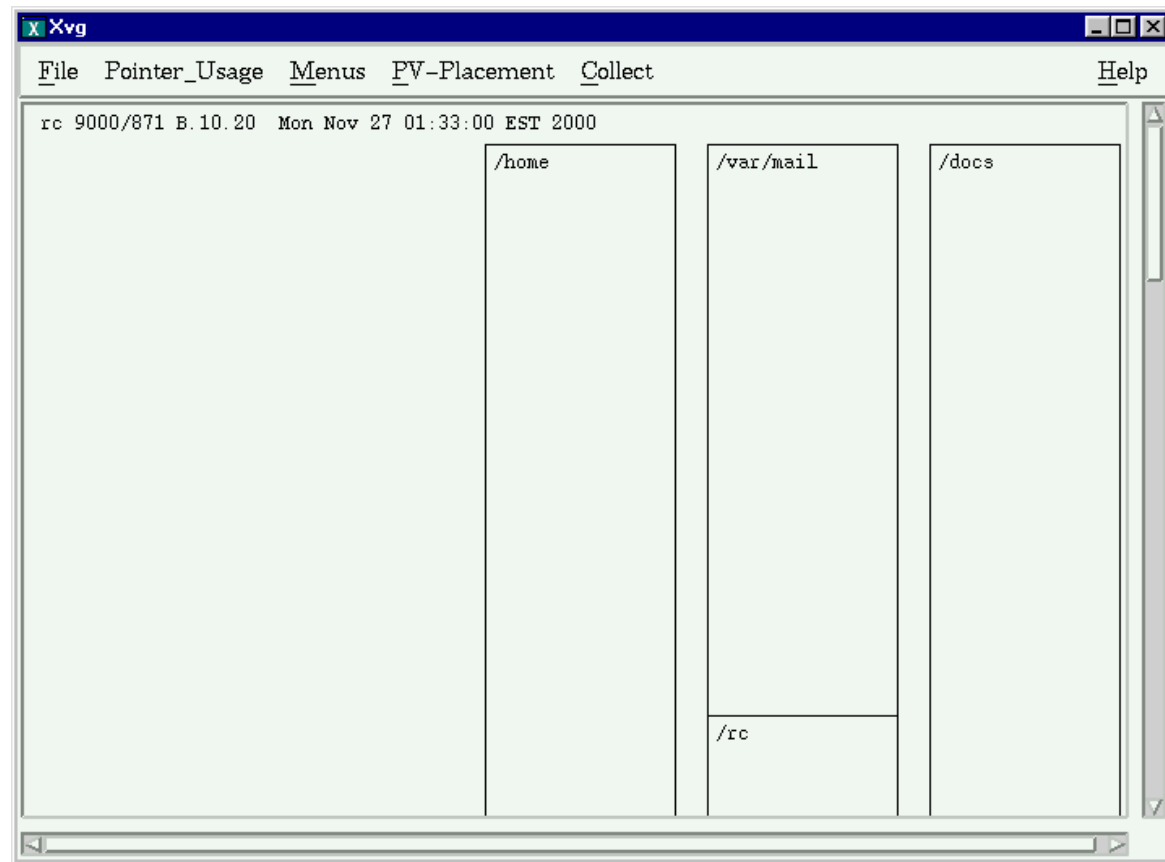 Xvg
File Pointer_Usage Menus PV-Placement Collect Help
rc 9000/871 B.10.20 Mon Nov 27 01:33:00 EST 2000
/home /var/mail /docs
/rc